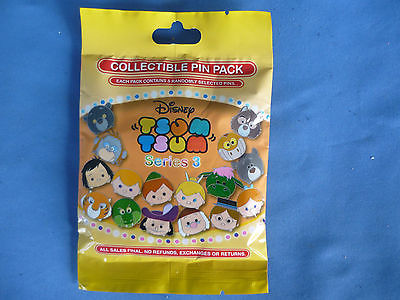 COLLECTIBLE PIN PACK
EACH PACK CONTAINS 5 RANDOMLY SELECTED PINS.
Disney
TSUM
TSUM
Series 3
ALL SALES FINAL. NO REFUNDS, EXCHANGES OR RETURNS.